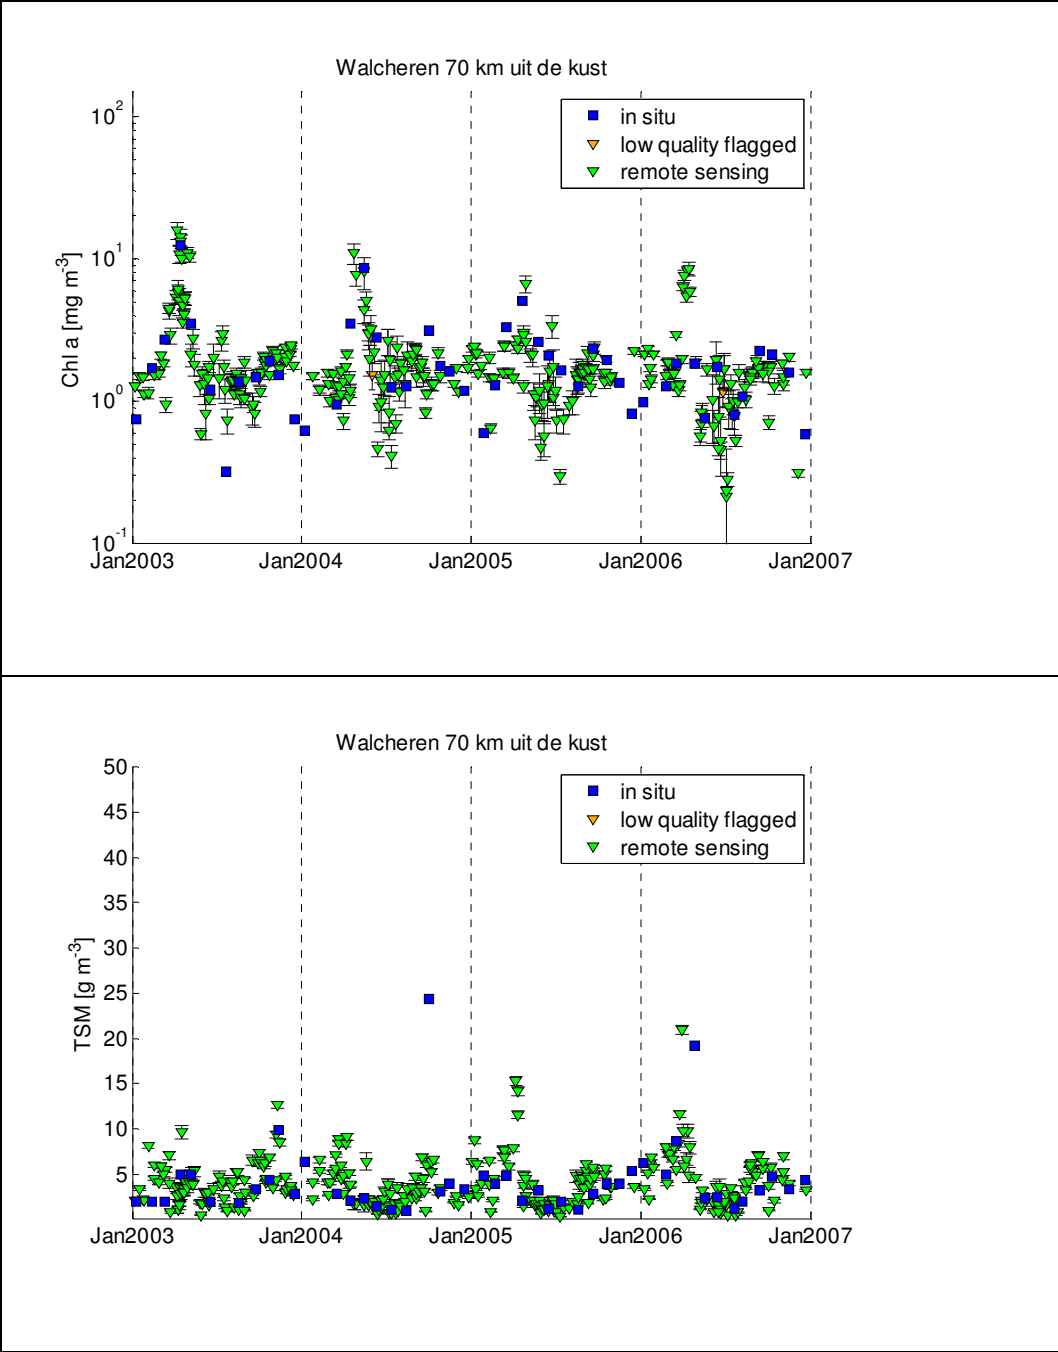 Walcheren 70 km uit de kust
in situ
low quality flagged
remote sensing
Chl a [mg m-3]
10^2
10^1
10^0
10^-1
Jan2003 Jan2004 Jan2005 Jan2006 Jan2007
Walcheren 70 km uit de kust
in situ
low quality flagged
remote sensing
TSM [g m-3]
50
45
40
35
30
25
20
15
10
5
Jan2003 Jan2004 Jan2005 Jan2006 Jan2007